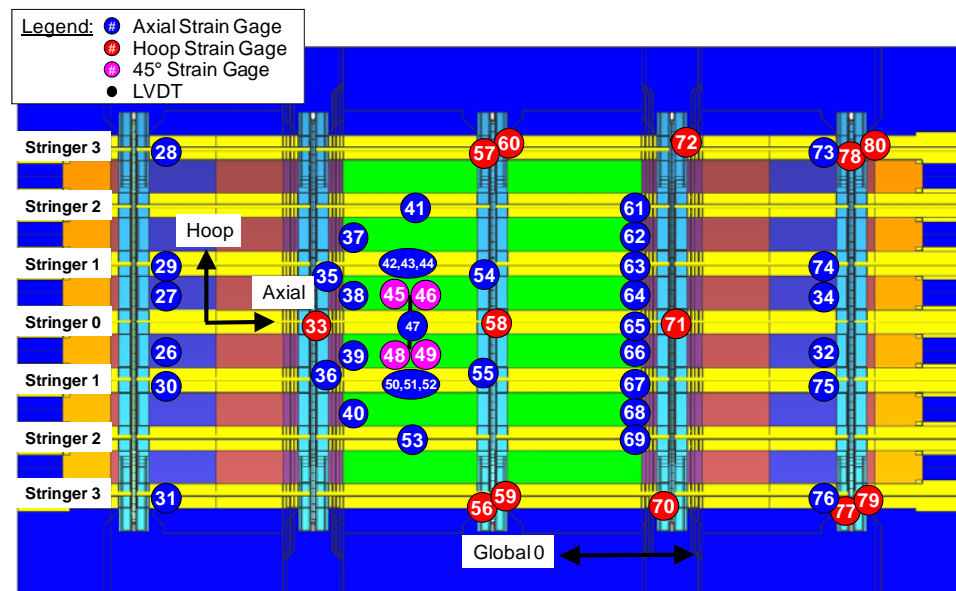 Legend:
# Axial Strain Gage
# Hoop Strain Gage
# 45° Strain Gage
LVDT
Stringer 3 28 57 60 72 73 78 80
Stringer 2 41 61
37 62
Hoop
Stringer 1 29 35 42,43,44 54 63 74
27 Axial 38 45 46 64 34
Stringer 0 33 47 58 65 71
26 39 48 49 66 32
Stringer 1 30 36 50,51,52 55 67 75
40 68
Stringer 2 53 69
Stringer 3 31 56 59 70 76 77 79
Global 0